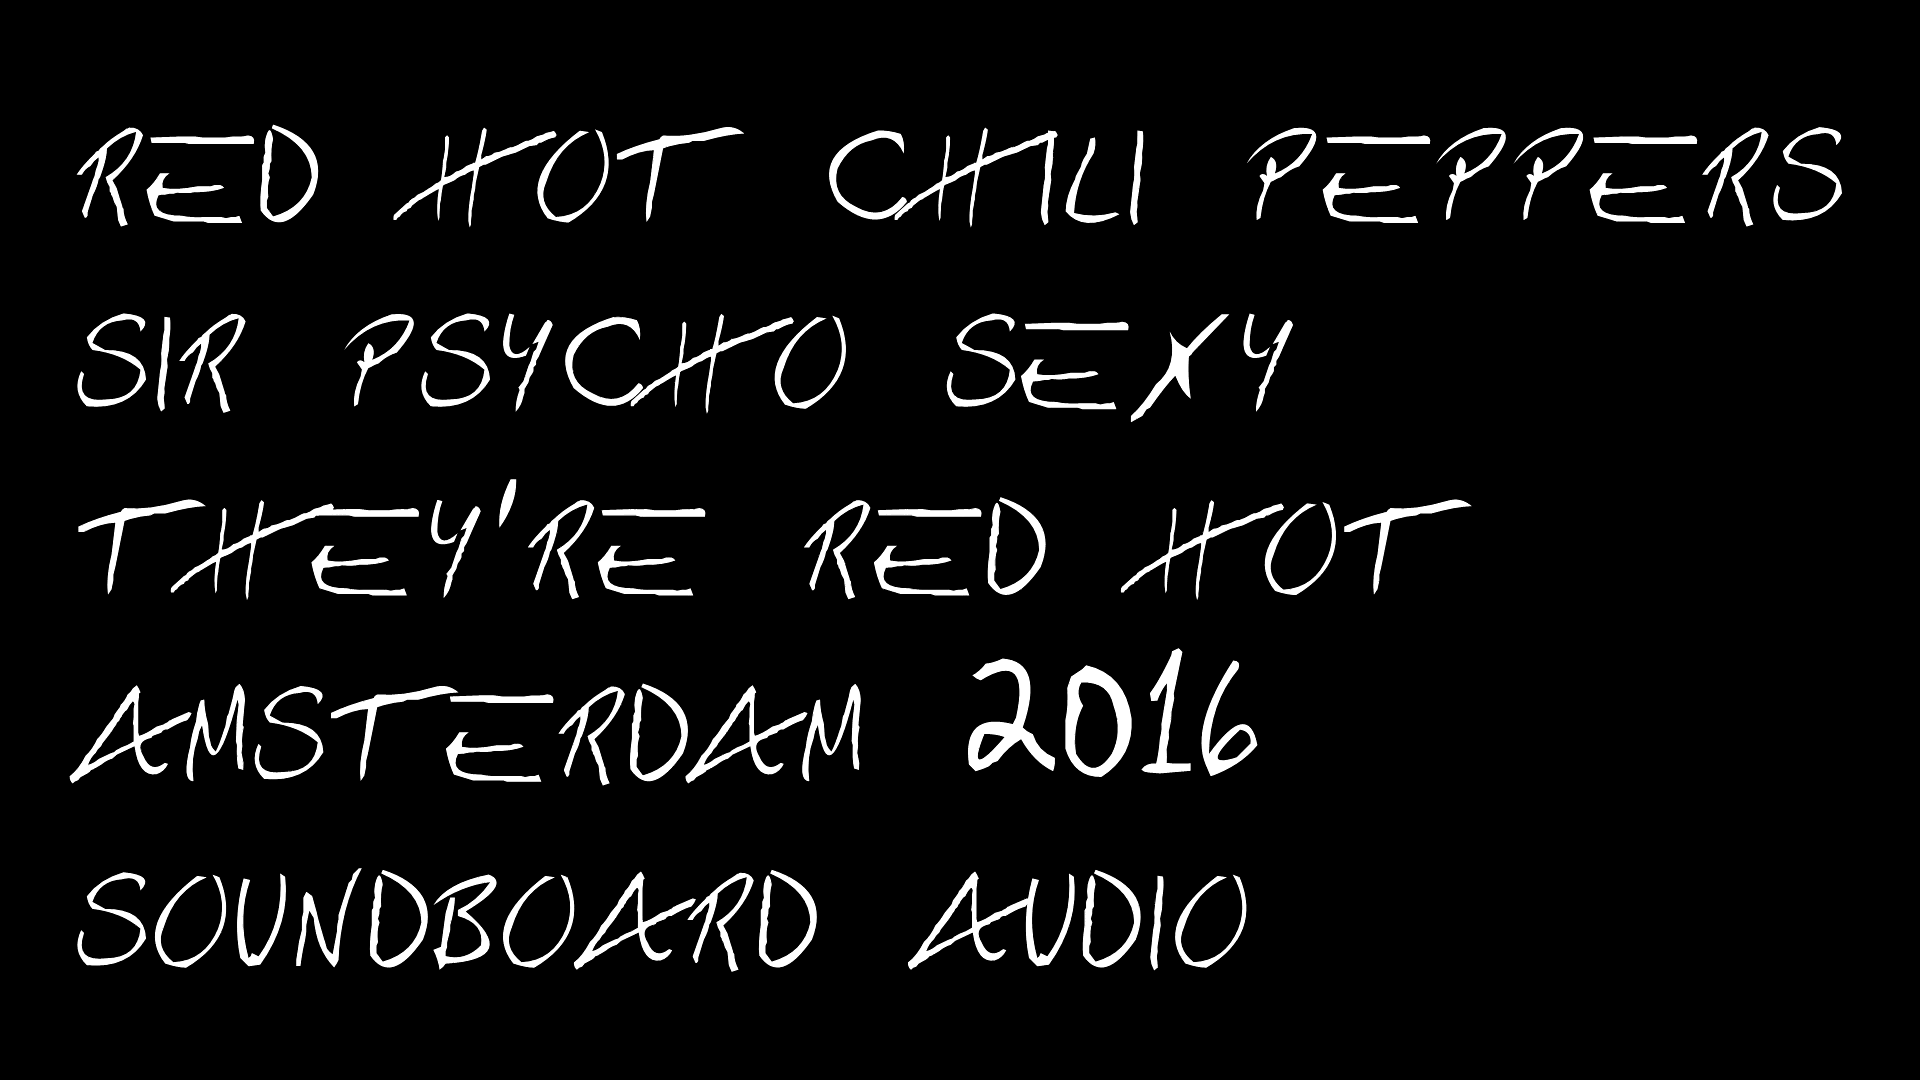 RED HOT CHILI PEPPERS
SIR PSYCHO SEXY
THEY'RE RED HOT
AMSTERDAM 2016
SOUNDBOARD AUDIO